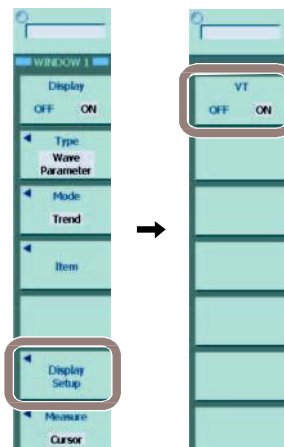 WINDOW 1
Display
OFF ON
Type
Wave
Parameter
Mode
Trend
Item
Display
Setup
Measure
Cursor
VT
OFF ON